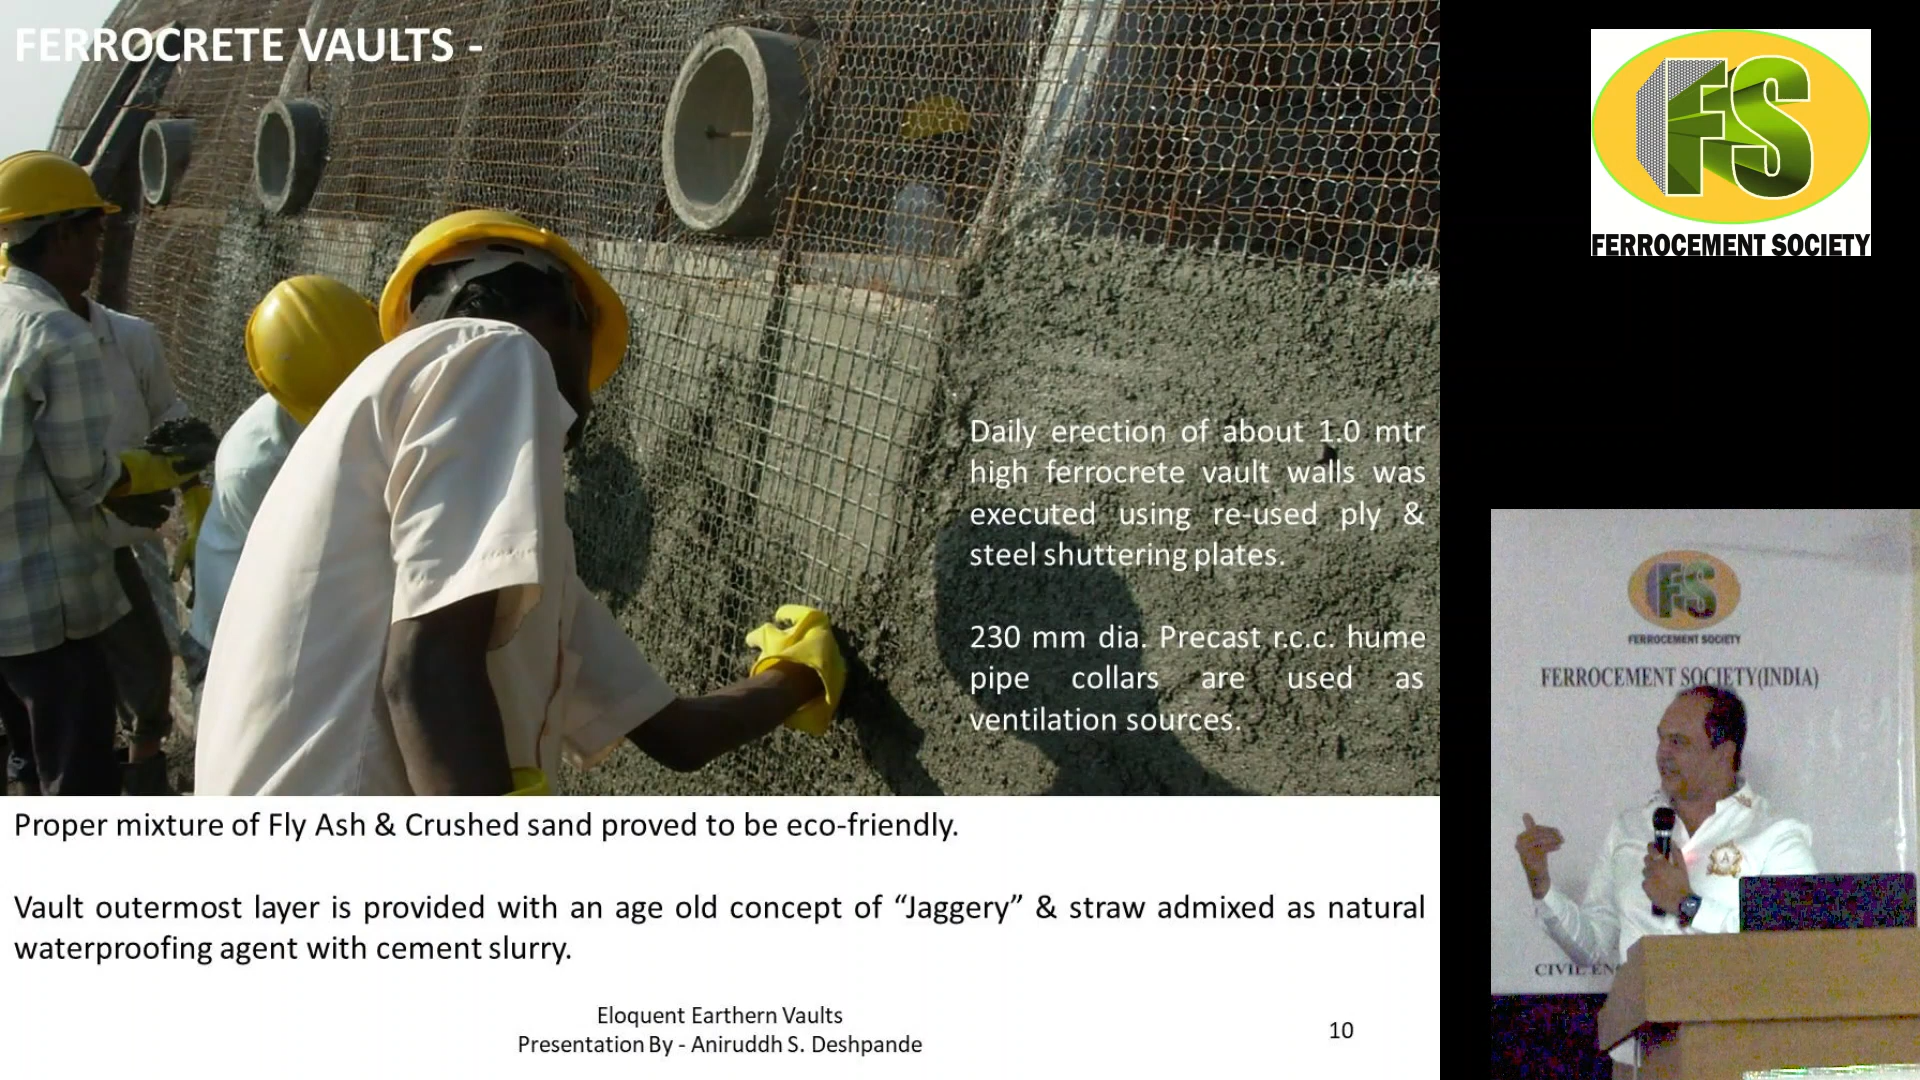 FERROCRETE VAULTS -
Daily erection of about 1.0 mtr
high ferrocrete vault walls was
executed using re-used ply &
steel shuttering plates.
230 mm dia. Precast r.c.c. hume
pipe collars are used as
ventilation sources.
Proper mixture of Fly Ash & Crushed sand proved to be eco-friendly.
Vault outermost layer is provided with an age old concept of “Jaggery” & straw admixed as natural
waterproofing agent with cement slurry.
Eloquent Earthern Vaults
Presentation By - Aniruddh S. Deshpande
10
FS
FERROCEMENT SOCIETY
FS
FERROCEMENT SOCIETY
FERROCEMENT SOCIETY(INDIA)
CIVIL